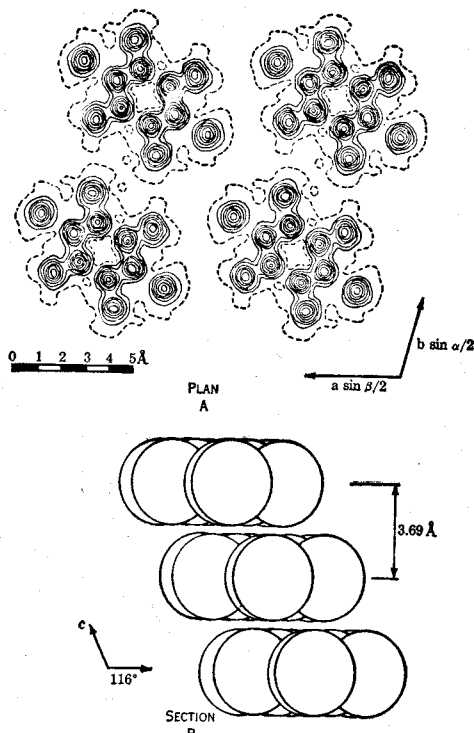 0 1 2 3 4 5Å
b sin α/2
a sin β/2
PLAN
A
3.69 Å
c
116°
SECTION